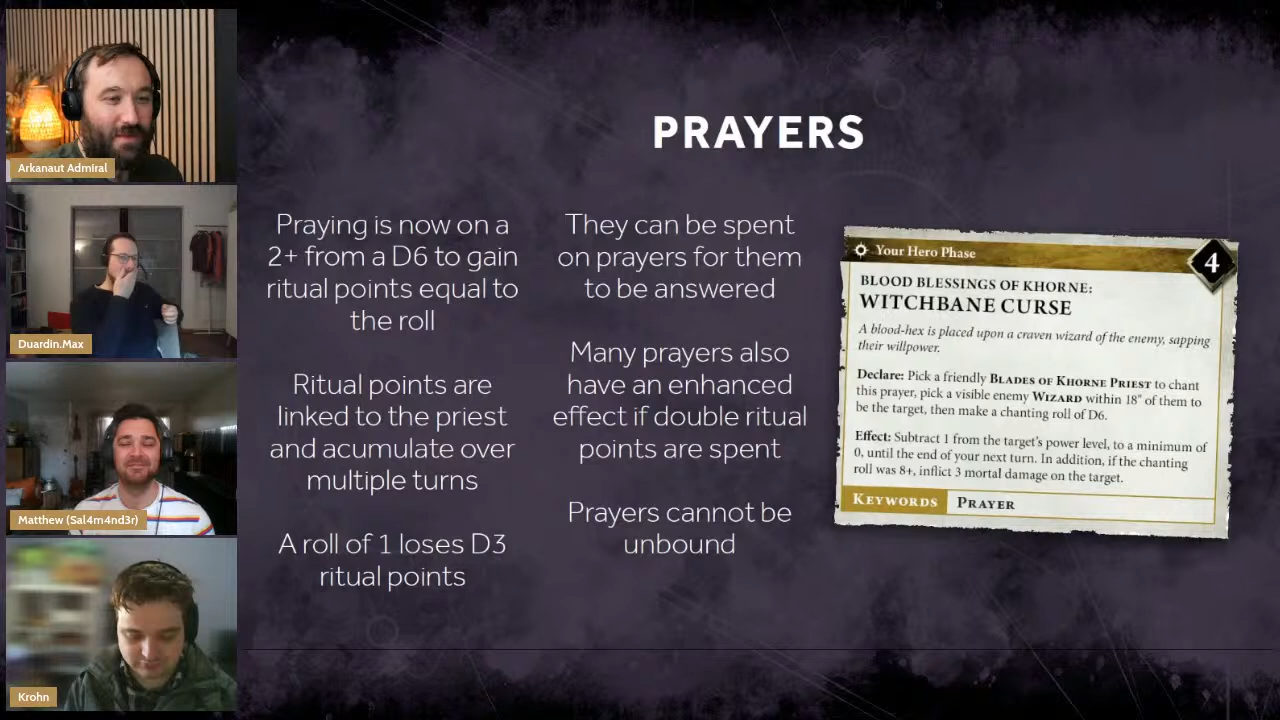 Arkanaut Admiral
Duardin.Max
Matthew (Sal4m4nd3r)
Krohn
PRAYERS
Praying is now on a
2+ from a D6 to gain
ritual points equal to
the roll
Ritual points are
linked to the priest
and acumulate over
multiple turns
A roll of 1 loses D3
ritual points
They can be spent
on prayers for them
to be answered
Many prayers also
have an enhanced
effect if double ritual
points are spent
Prayers cannot be
unbound
Your Hero Phase
4
BLOOD BLESSINGS OF KHORNE:
WITCHBANE CURSE
A blood-hex is placed upon a craven wizard of the enemy, sapping
their willpower.
Declare: Pick a friendly BLADES OF KHORNE PRIEST to chant
this prayer, pick a visible enemy WIZARD within 18" of them to
be the target, then make a chanting roll of D6.
Effect: Subtract 1 from the target's power level, to a minimum of
0, until the end of your next turn. In addition, if the chanting
roll was 8+, inflict 3 mortal damage on the target.
KEYWORDS PRAYER